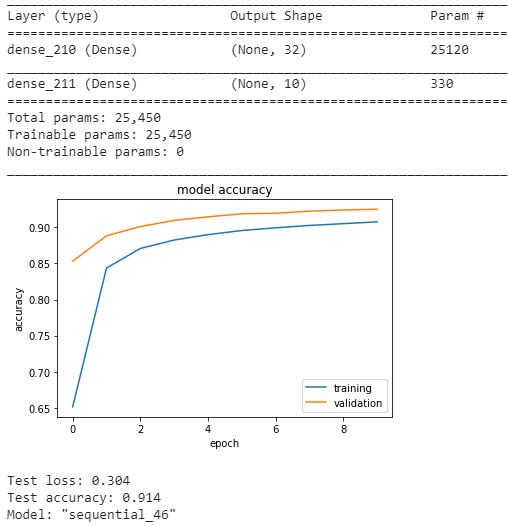 Layer (type) Output Shape Param #
=================================================================
dense_210 (Dense) (None, 32) 25120
_________________________________________________________________
dense_211 (Dense) (None, 10) 330
=================================================================
Total params: 25,450
Trainable params: 25,450
Non-trainable params: 0
_________________________________________________________________
model accuracy
0.90
0.85
0.80
0.75
0.70
0.65
accuracy
training
validation
0 2 4 6 8
epoch
Test loss: 0.304
Test accuracy: 0.914
Model: "sequential_46"